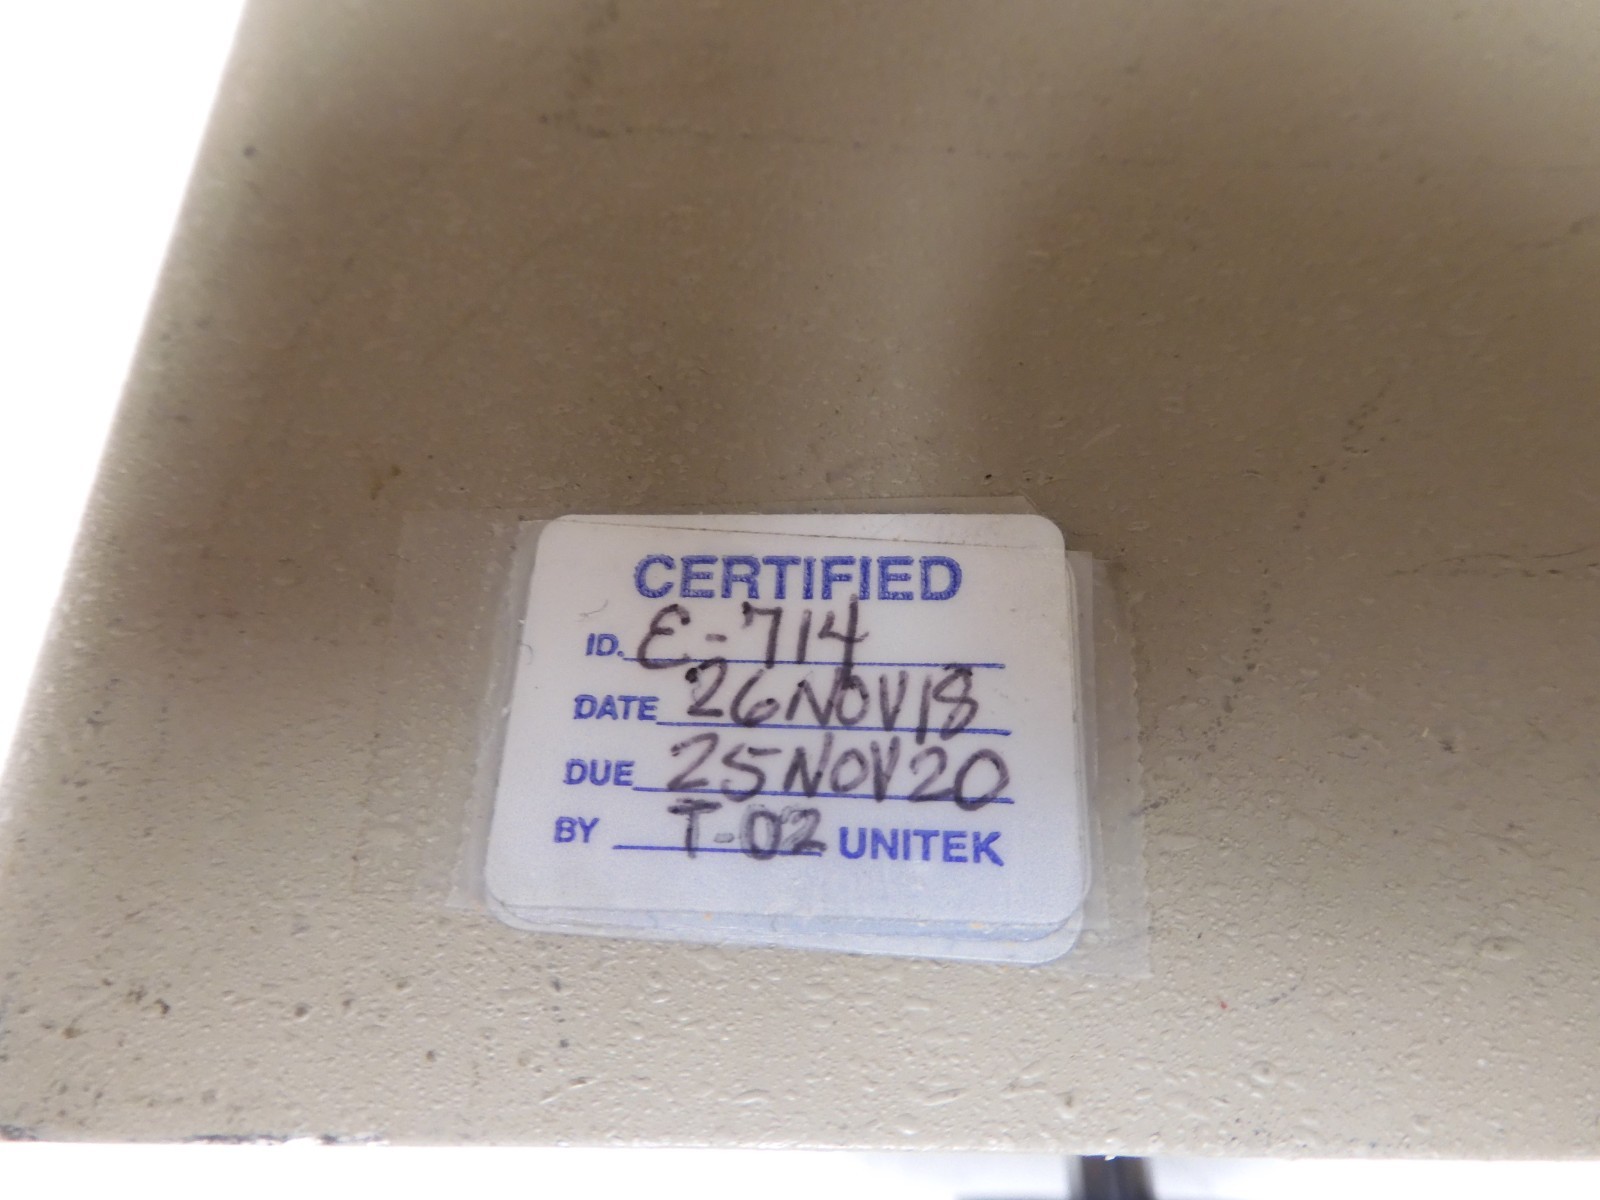 CERTIFIED
ID. E-714
DATE 26NOV18
DUE 25NOV20
BY T-02 UNITEK